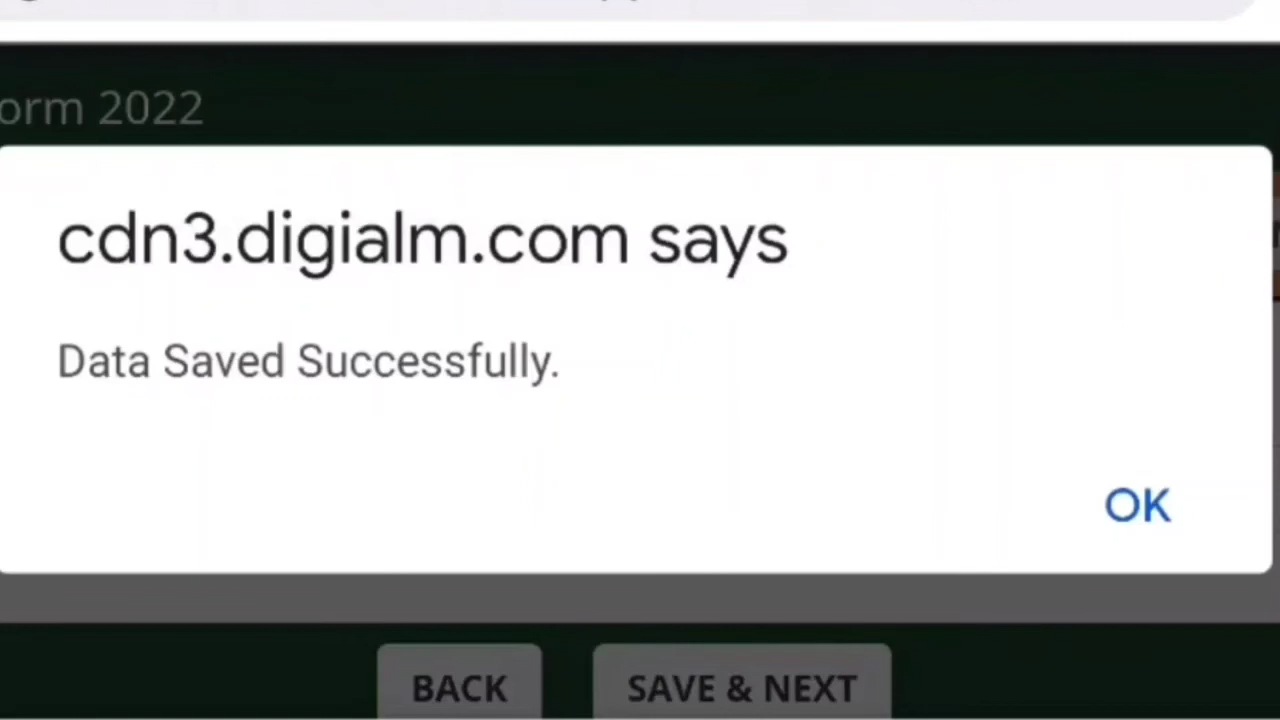 orm 2022
cdn3.digialm.com says
Data Saved Successfully.
OK
BACK
SAVE & NEXT